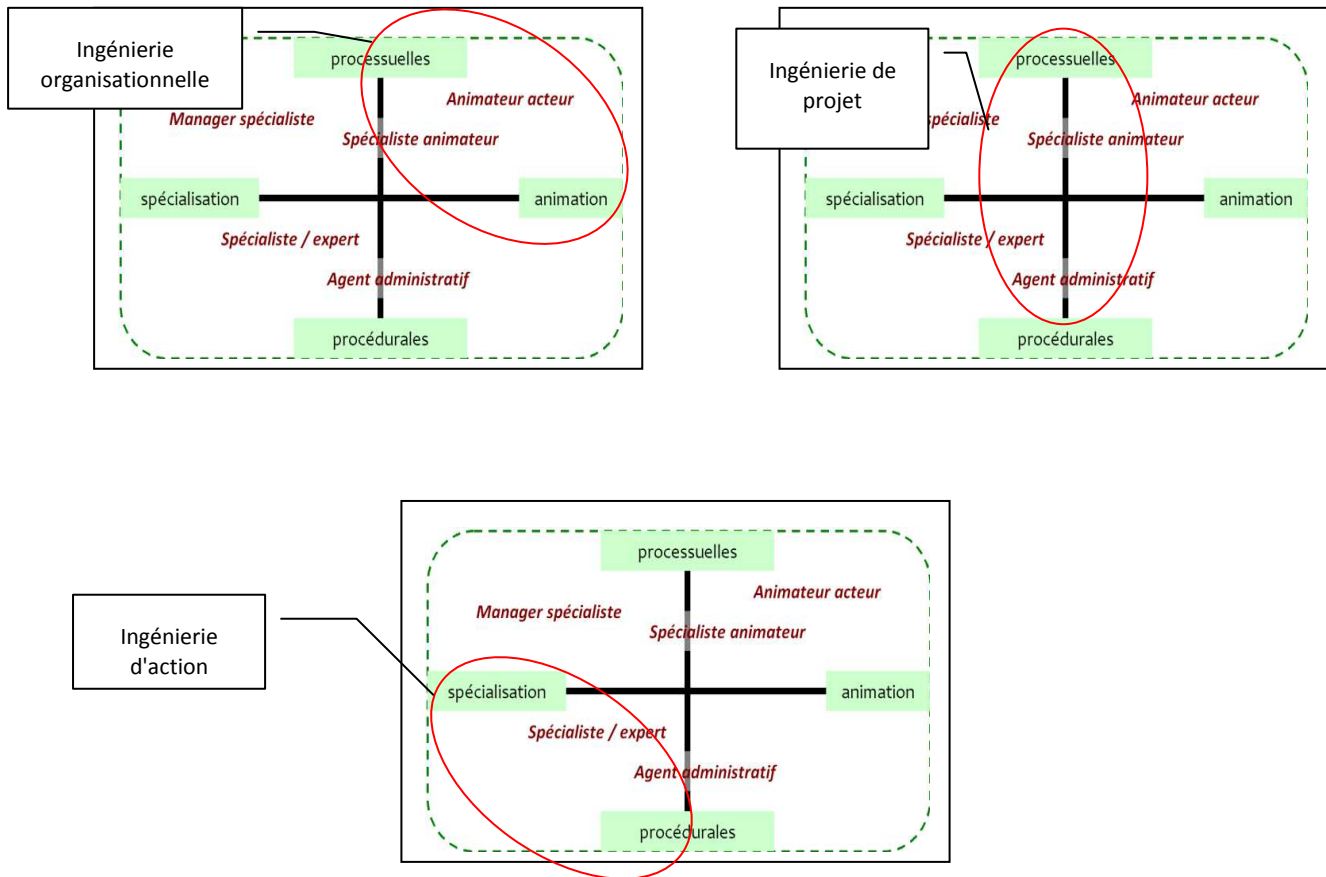 Ingénierie
organisationnelle
processuelles
Animateur acteur
Manager spécialiste
Spécialiste animateur
spécialisation
animation
Spécialiste / expert
Agent administratif
procédurales
Ingénierie de
projet
processuelles
Animateur acteur
spécialiste
Spécialiste animateur
spécialisation
animation
Spécialiste / expert
Agent administratif
procédurales
Ingénierie
d'action
processuelles
Animateur acteur
Manager spécialiste
Spécialiste animateur
spécialisation
animation
Spécialiste / expert
Agent administratif
procédurales